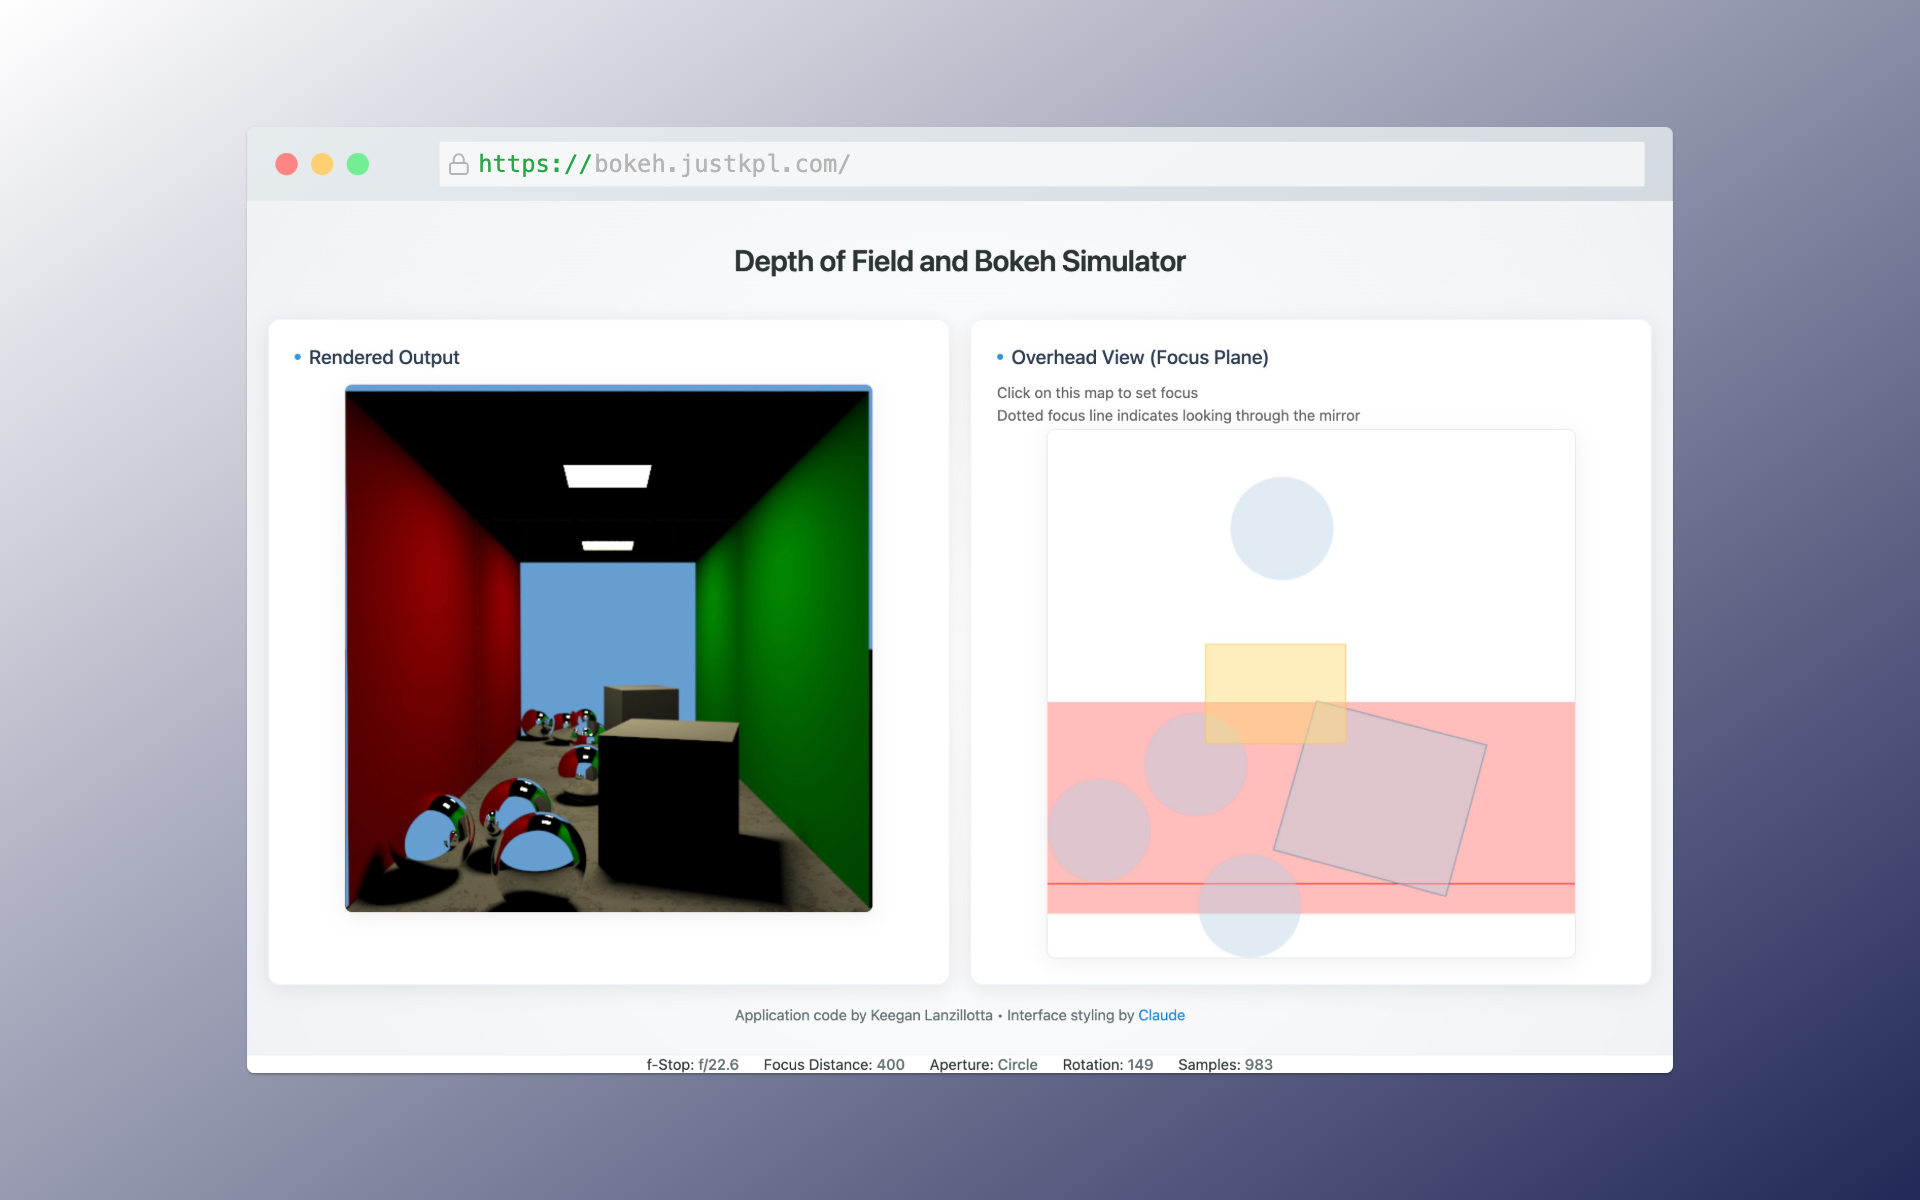 https://bokeh.justkpl.com/
Depth of Field and Bokeh Simulator
• Rendered Output
• Overhead View (Focus Plane)
Click on this map to set focus
Dotted focus line indicates looking through the mirror
Application code by Keegan Lanzillotta • Interface styling by Claude
f-Stop: f/22.6 Focus Distance: 400 Aperture: Circle Rotation: 149 Samples: 983